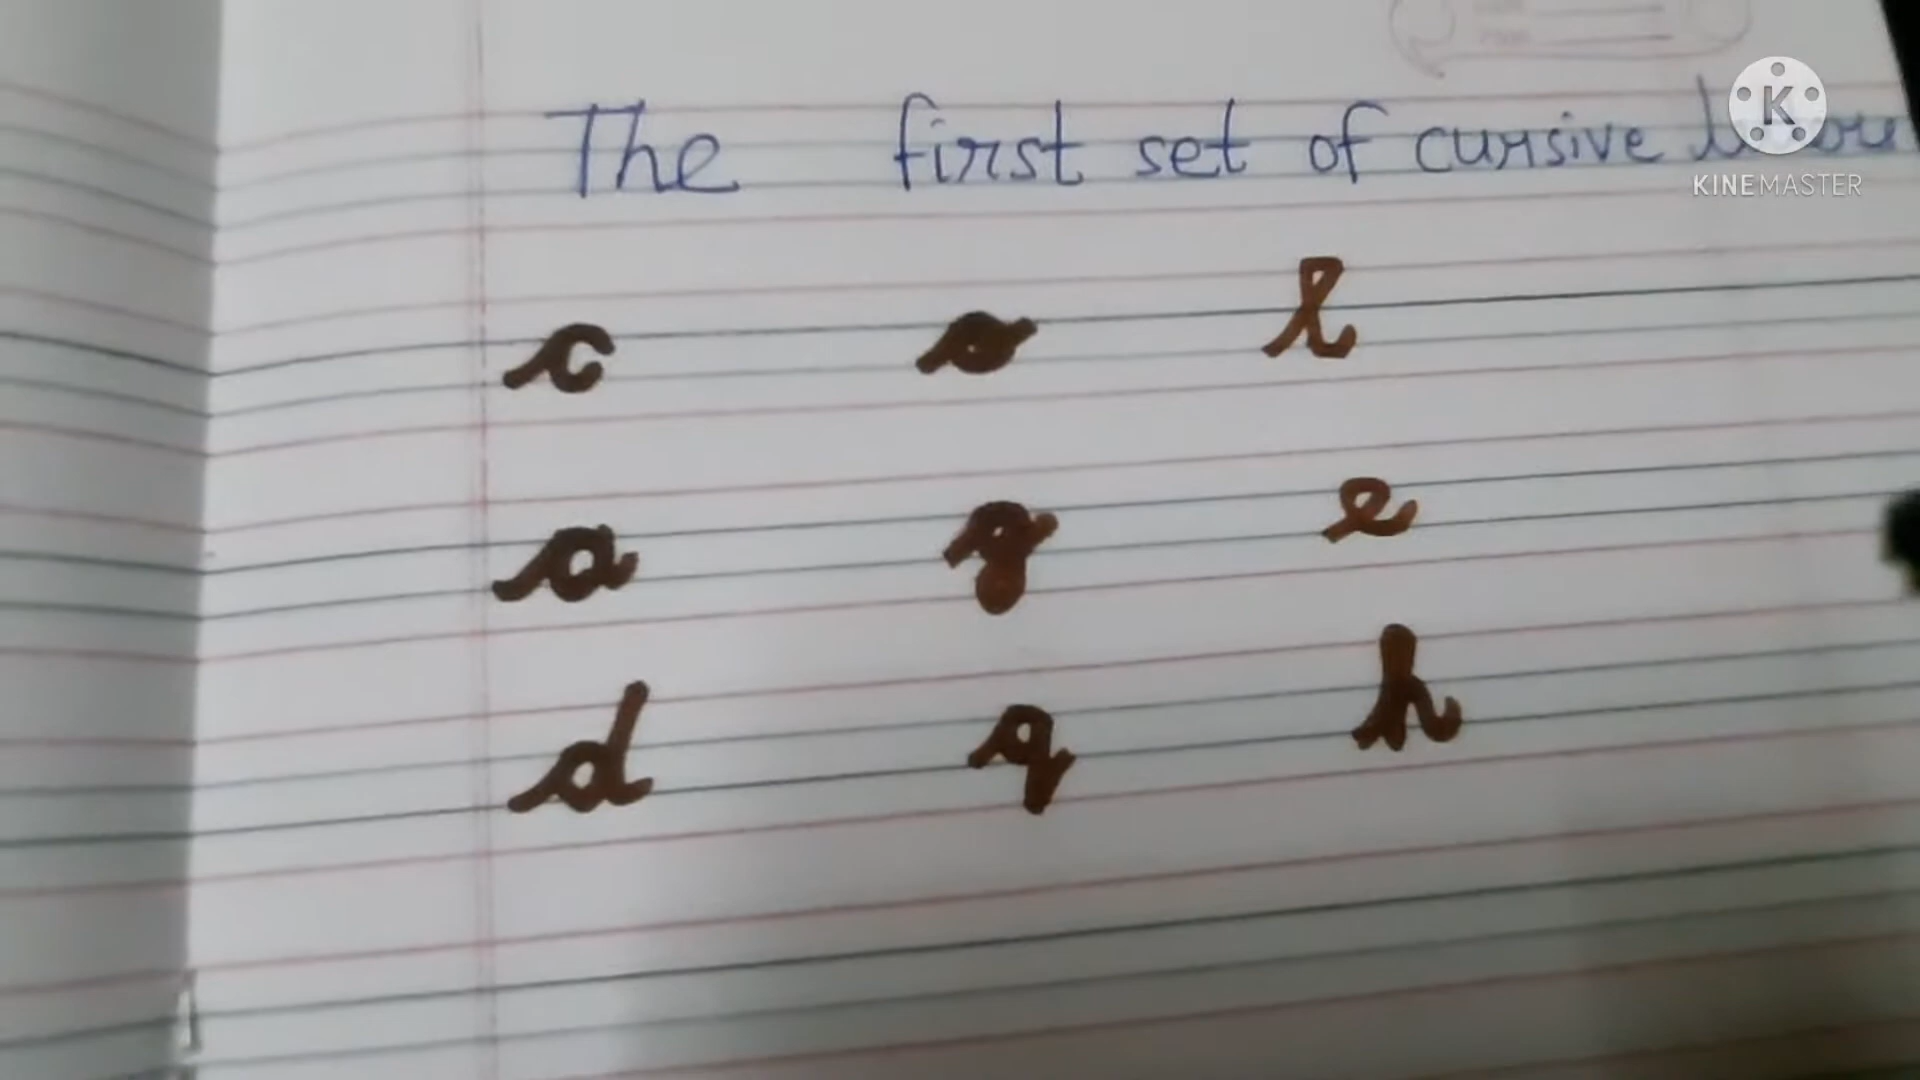 The first set of cursive
KINEMASTER
c o l
a g e
d q h